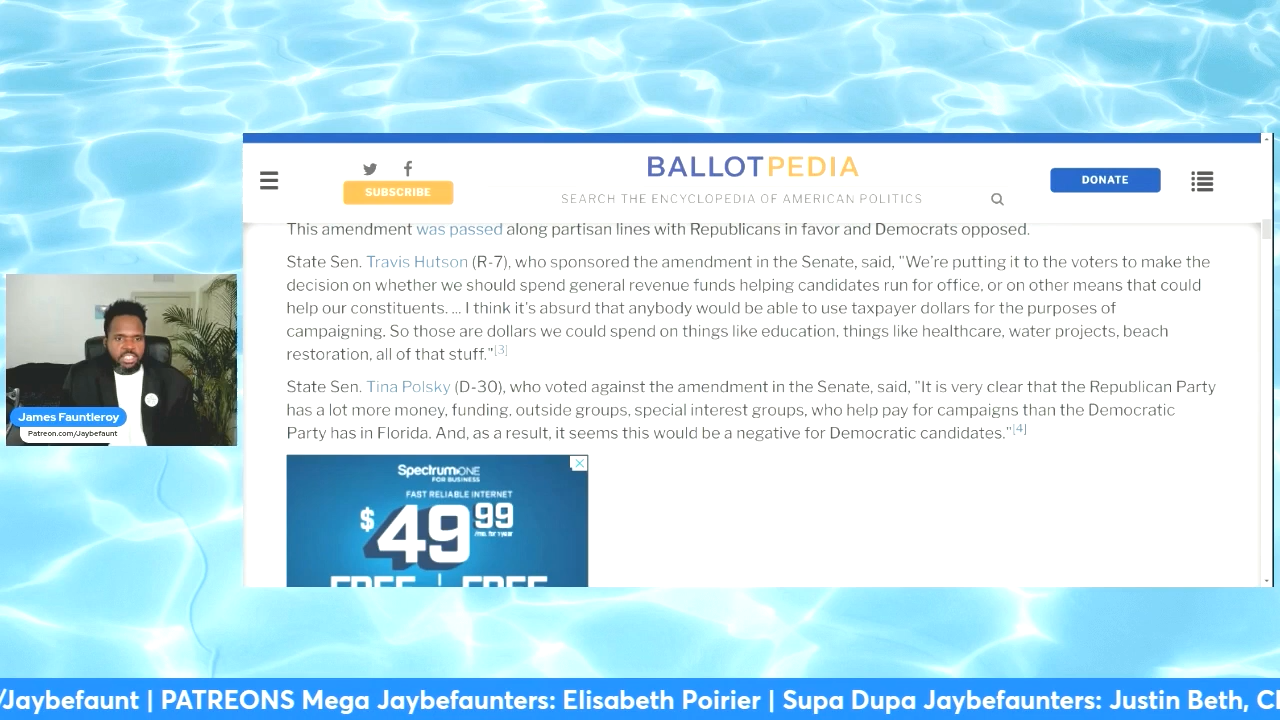 BALLOTPEDIA
SUBSCRIBE
SEARCH THE ENCYCLOPEDIA OF AMERICAN POLITICS
DONATE
This amendment was passed along partisan lines with Republicans in favor and Democrats opposed.
State Sen. Travis Hutson (R-7), who sponsored the amendment in the Senate, said, "We're putting it to the voters to make the
decision on whether we should spend general revenue funds helping candidates run for office, or on other means that could
help our constituents. ... I think it's absurd that anybody would be able to use taxpayer dollars for the purposes of
campaigning. So those are dollars we could spend on things like education, things like healthcare, water projects, beach
restoration, all of that stuff."[3]
State Sen. Tina Polsky (D-30), who voted against the amendment in the Senate, said, "It is very clear that the Republican Party
has a lot more money, funding, outside groups, special interest groups, who help pay for campaigns than the Democratic
Party has in Florida. And, as a result, it seems this would be a negative for Democratic candidates."[4]
Spectrum ONE
FOR BUSINESS
FAST RELIABLE INTERNET
$49.99
/mo. for 1 year
FREE | FREE
James Fauntleroy
Patreon.com/Jaybefaunt
/Jaybefaunt | PATREONS Mega Jaybefaunters: Elisabeth Poirier | Supa Dupa Jaybefaunters: Justin Beth, C